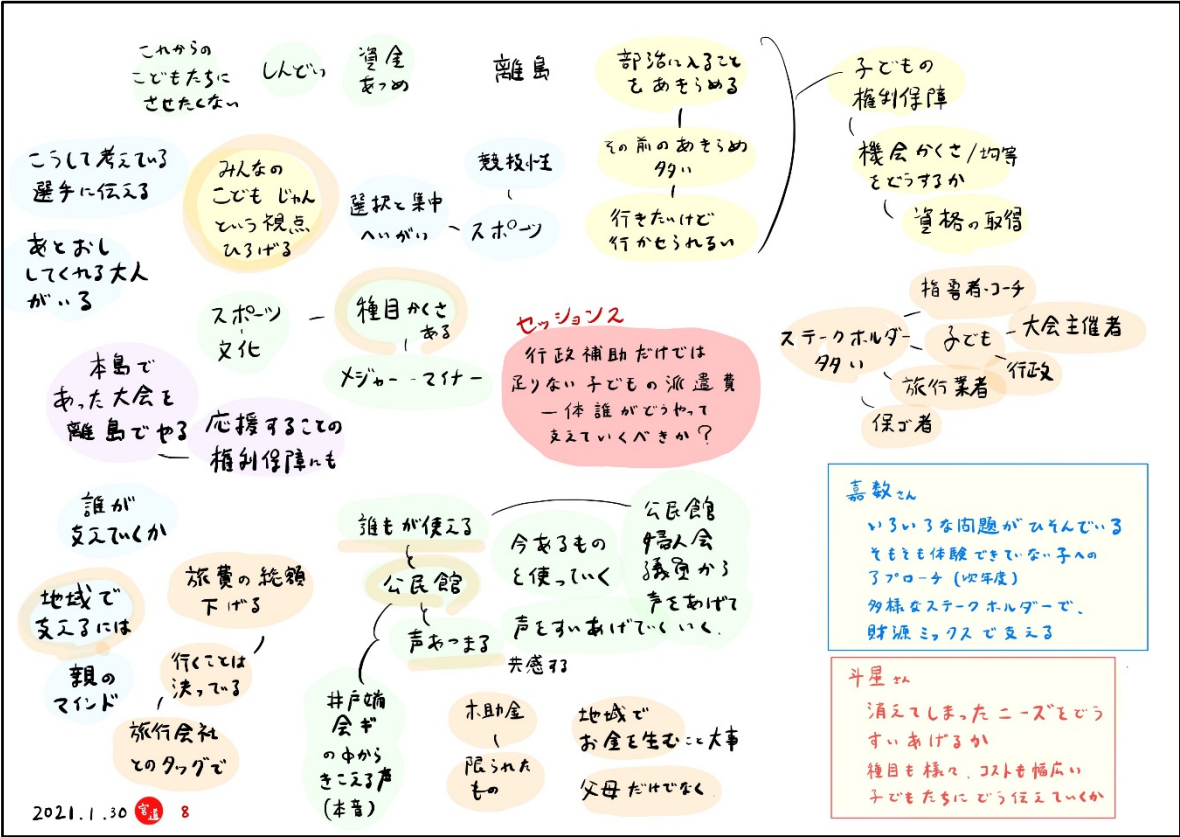 これからの
こどもたちに
させたくない
しんどい
資金
あつめ
離島
部活に入ること
をあきらめる
その前のあきらめ
多い
行きたいけど
行かせられるい
子どもの
権利保障
機会かくさ/均等
をどうするか
資格の取得
こうして考えている
選手に伝える
あとおし
してくれる大人
がいる
みんなの
こども じゃん
という視点
ひろげる
選択と集中
へいがい
競技性
スポーツ
スポーツ
文化
種目かくさ
ある
メジャー・マイナー
セッション2
行政補助だけでは
足りない子どもの派遣費
一体誰がどうやって
支えていくべきか?
指導者・コーチ
ステークホルダー
多い
子ども
大会主催者
行政
旅行業者
保ゴ者
本島で
あった大会を
離島でやる
応援することの
権利保障にも
誰が
支えていくか
地域で
支えるには
親の
マインド
旅費の総額
下げる
行くことは
決ってる
旅行会社
とのタッグで
誰もが使える
と
公民館
と
声あつまる
今あるもの
を使っていく
公民館
婦人会
議員から
声をあげて
声をすいあげていく
共感する
井戸端
会ギ
の中から
きこえる声
(本音)
木助金
限られた
もの
地域で
お金を生むこと大事
父母だけでなく
嘉数さん
いろいろな問題がひそんでいる
そもそも体験できていない子への
アプローチ(次年度)
多様なステークホルダーで、
財源ミックスで支える
斗星さん
消えてしまったニーズをどう
すいあげるか
種目も様々、コストも幅広い
子どもたちにどう伝えていくか
2021.1.30
8